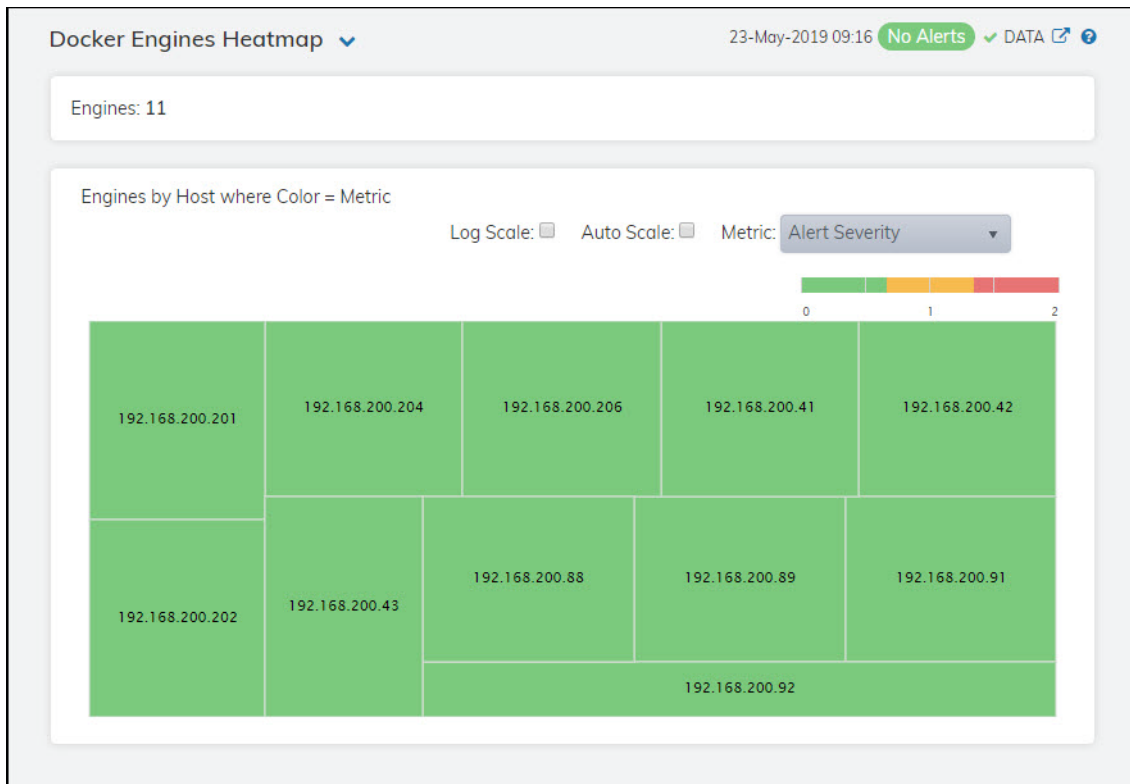 Docker Engines Heatmap
23-May-2019 09:16 No Alerts DATA
Engines: 11
Engines by Host where Color = Metric
Log Scale: Auto Scale: Metric: Alert Severity
0 1 2
192.168.200.201
192.168.200.204
192.168.200.206
192.168.200.41
192.168.200.42
192.168.200.202
192.168.200.43
192.168.200.88
192.168.200.89
192.168.200.91
192.168.200.92